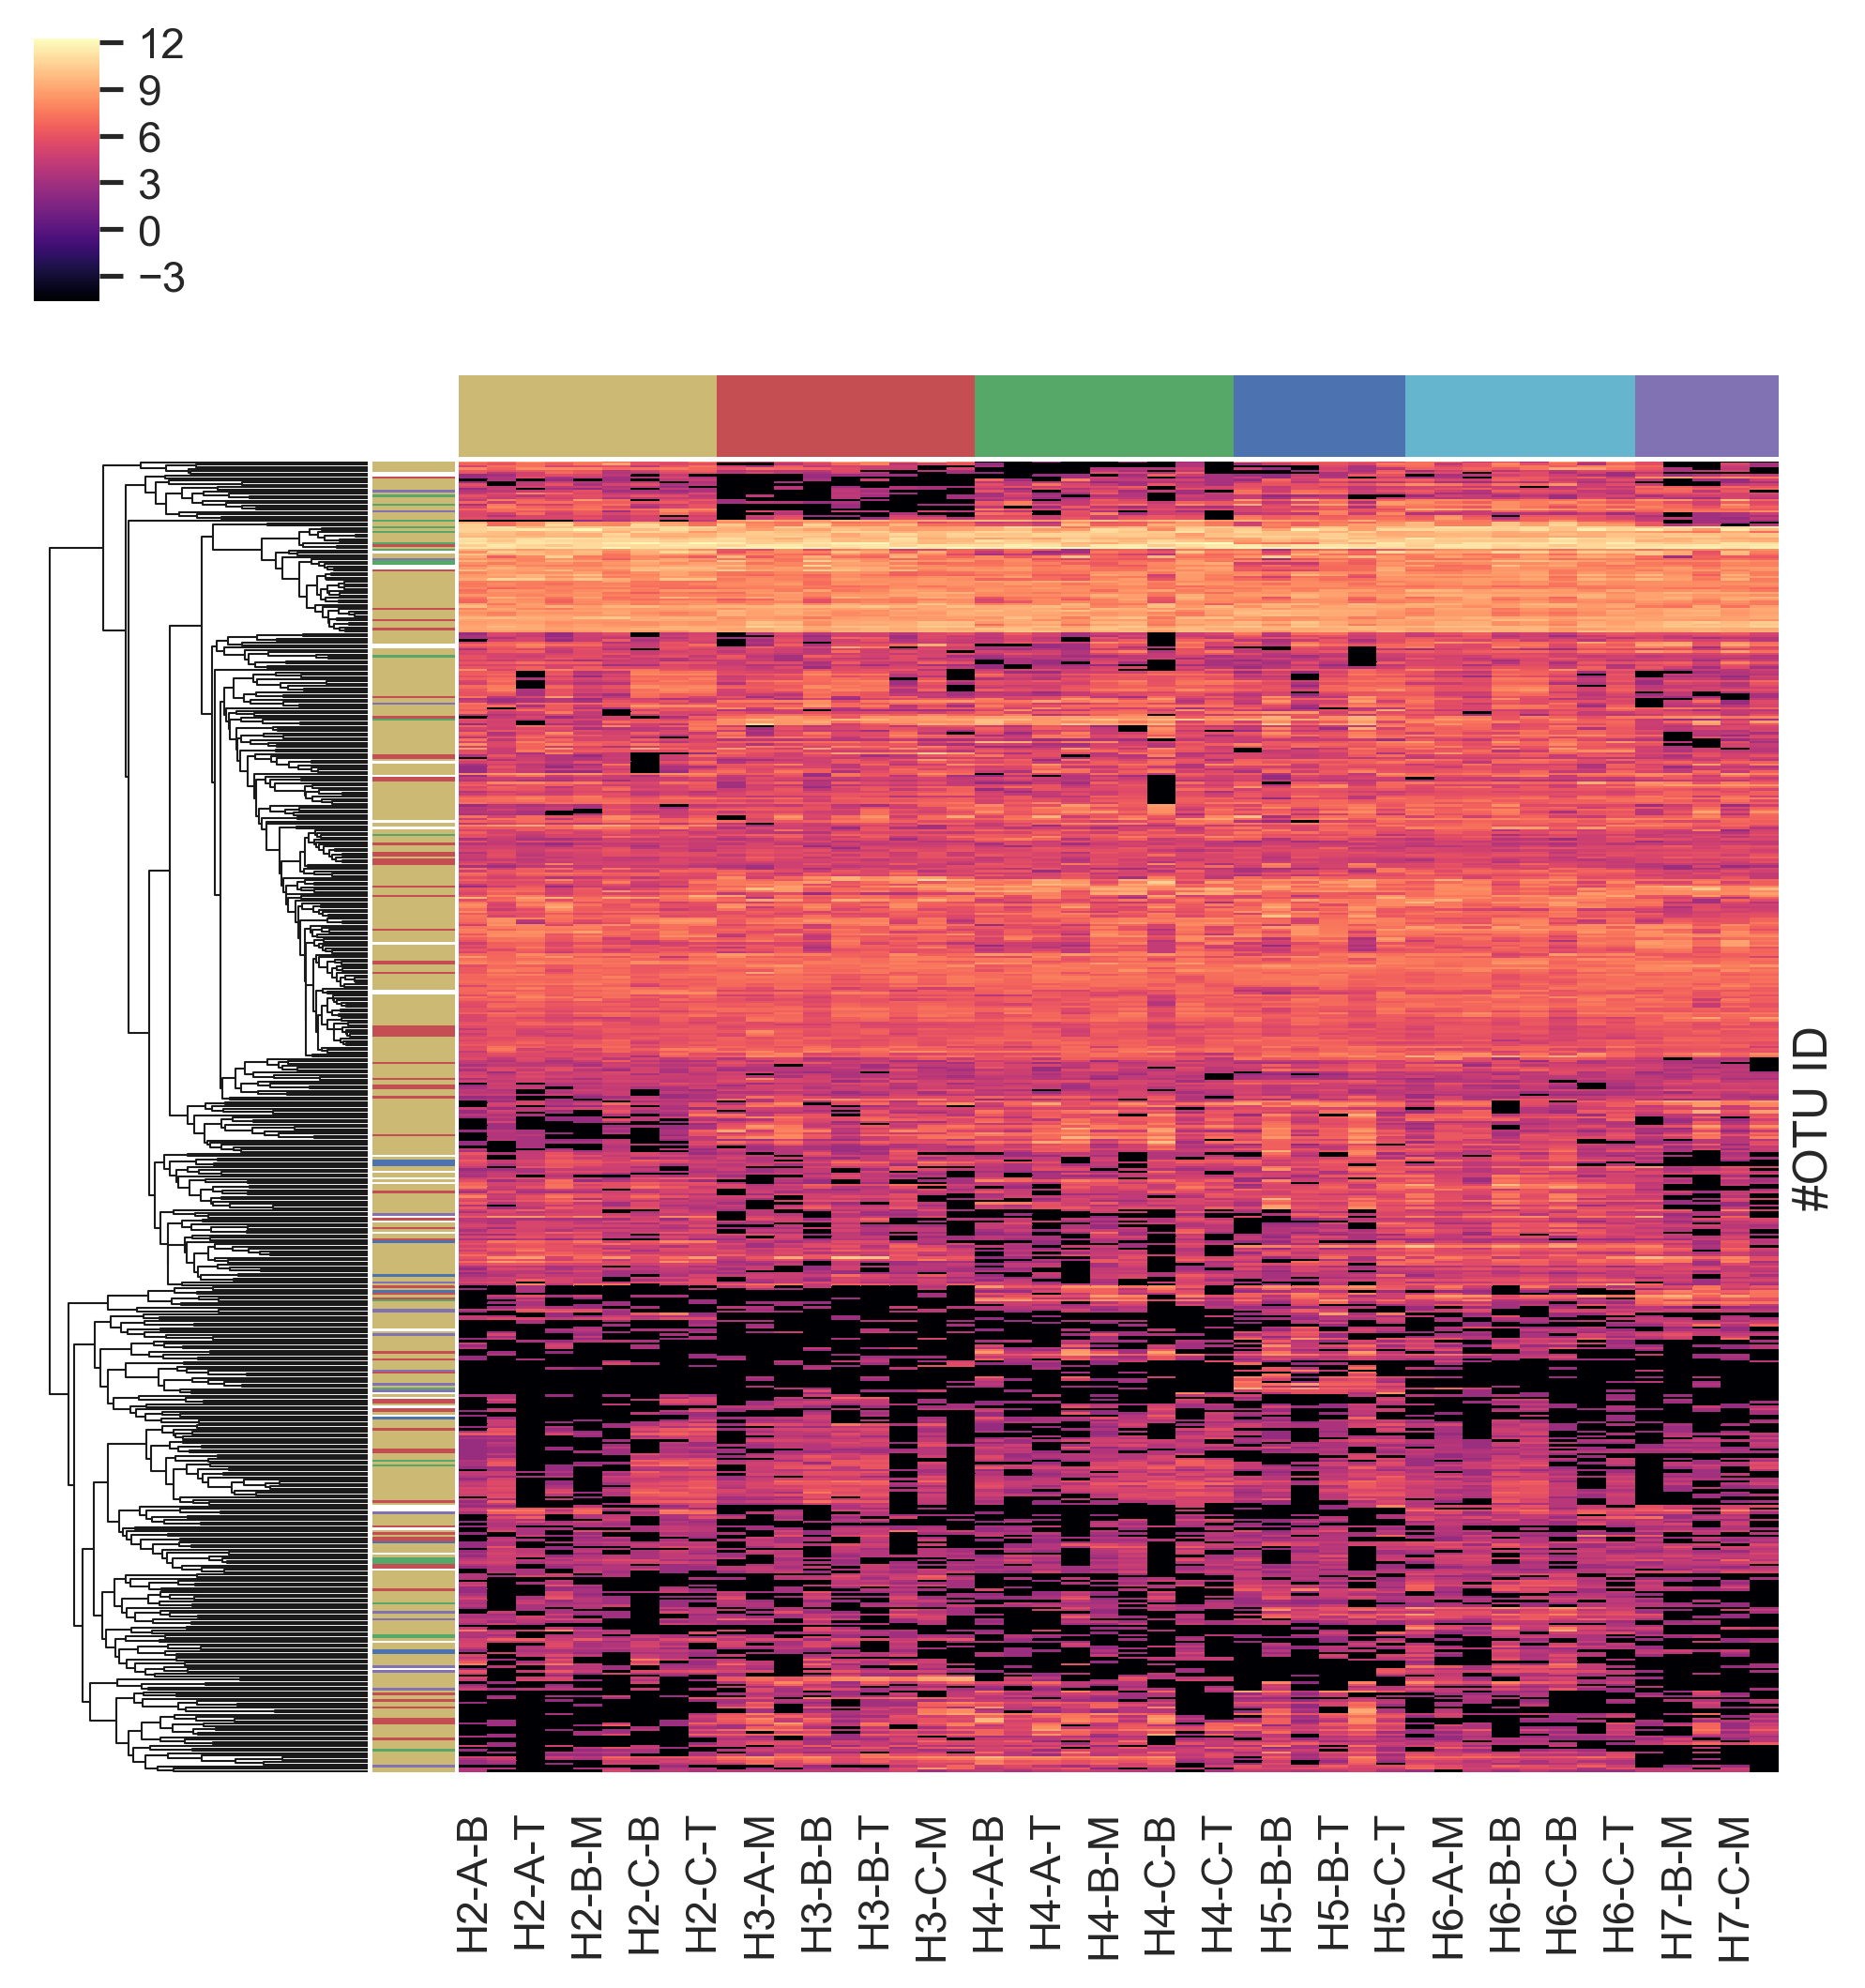 12
9
6
3
0
−3
#OTU ID
H2-A-B
H2-A-T
H2-B-M
H2-C-B
H2-C-T
H3-A-M
H3-B-B
H3-B-T
H3-C-M
H4-A-B
H4-A-T
H4-B-M
H4-C-B
H4-C-T
H5-B-B
H5-B-T
H5-C-T
H6-A-M
H6-B-B
H6-C-B
H6-C-T
H7-B-M
H7-C-M